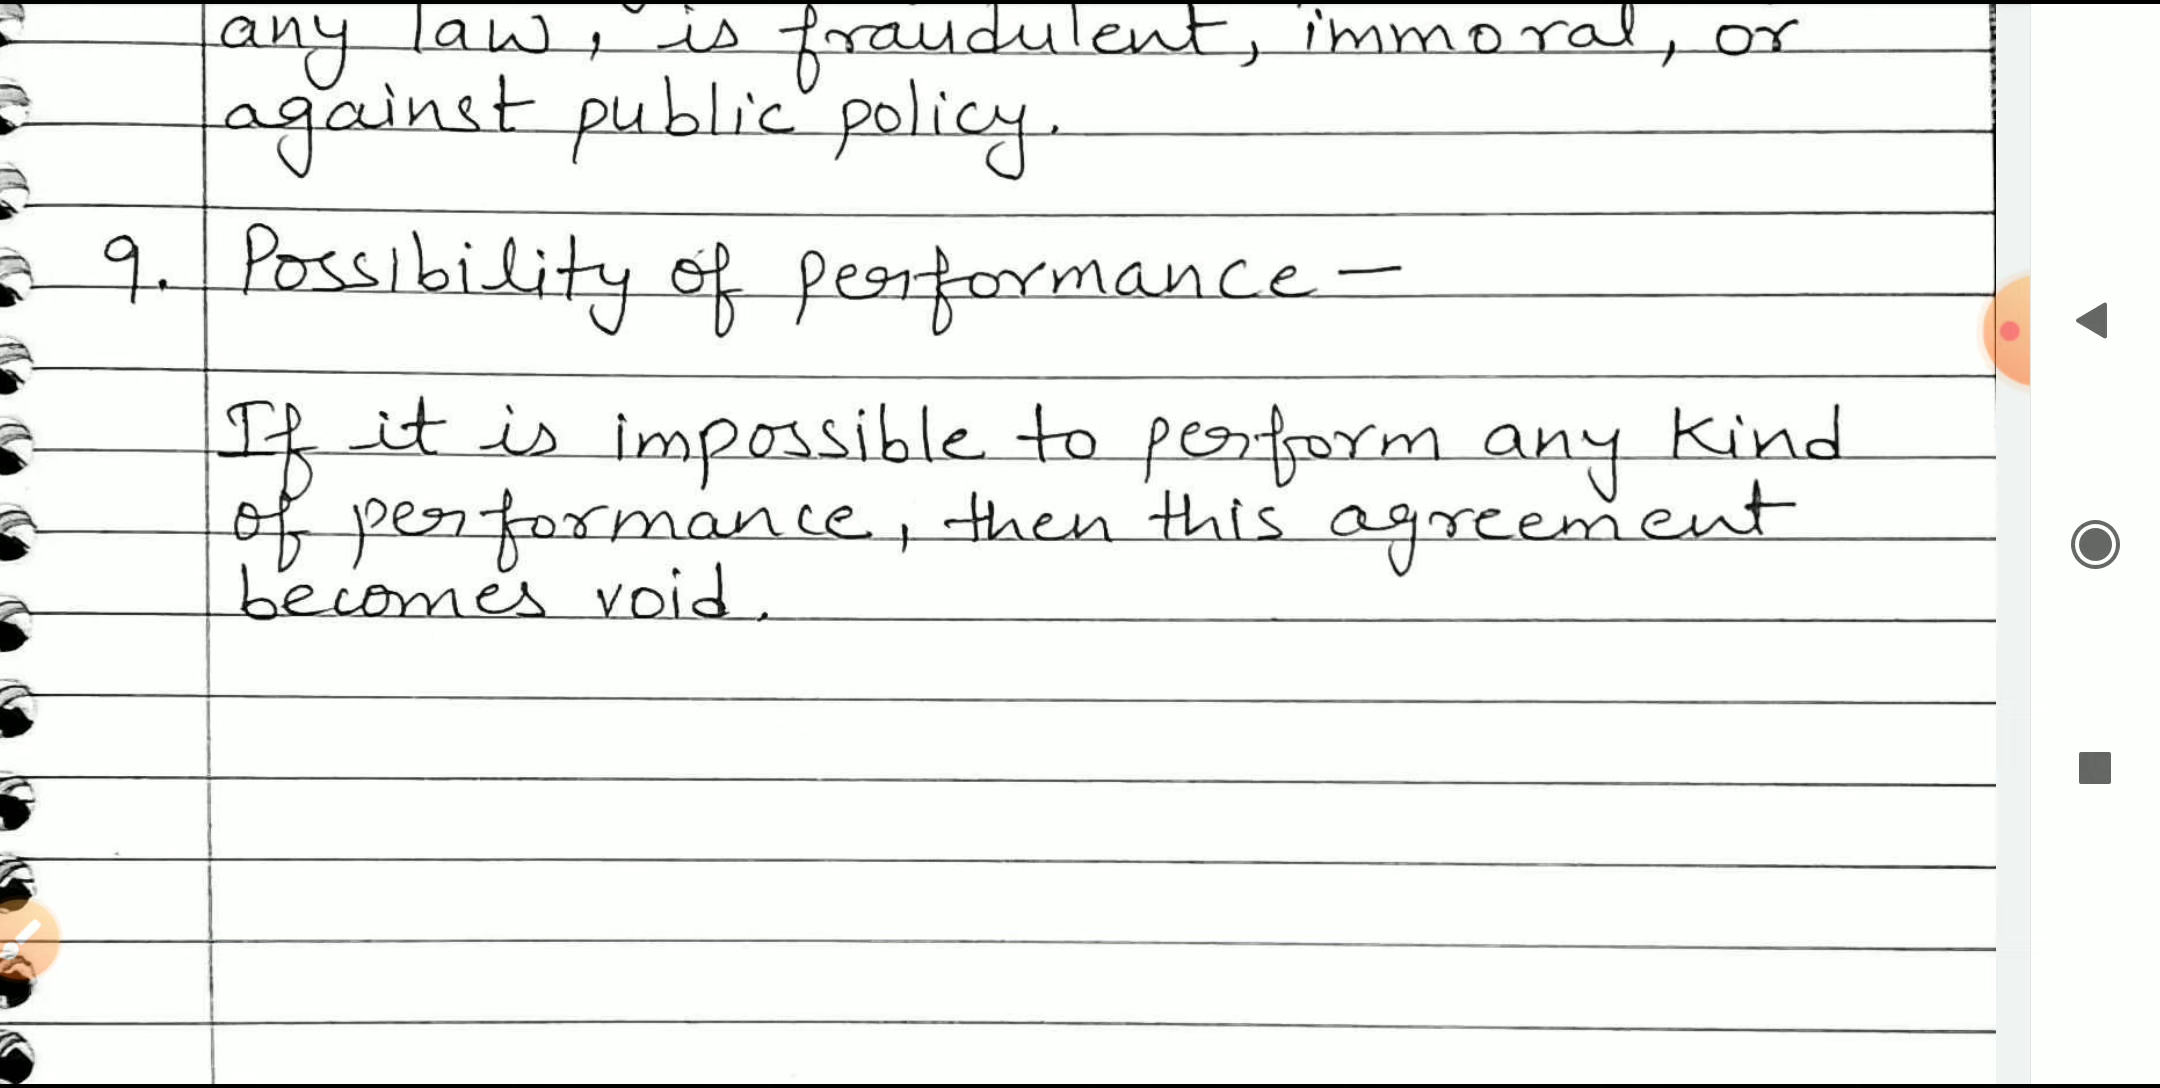 any law, is fraudulent, immoral, or
against public policy.
9. Possibility of performance -
If it is impossible to perform any kind
of performance, then this agreement
becomes void.